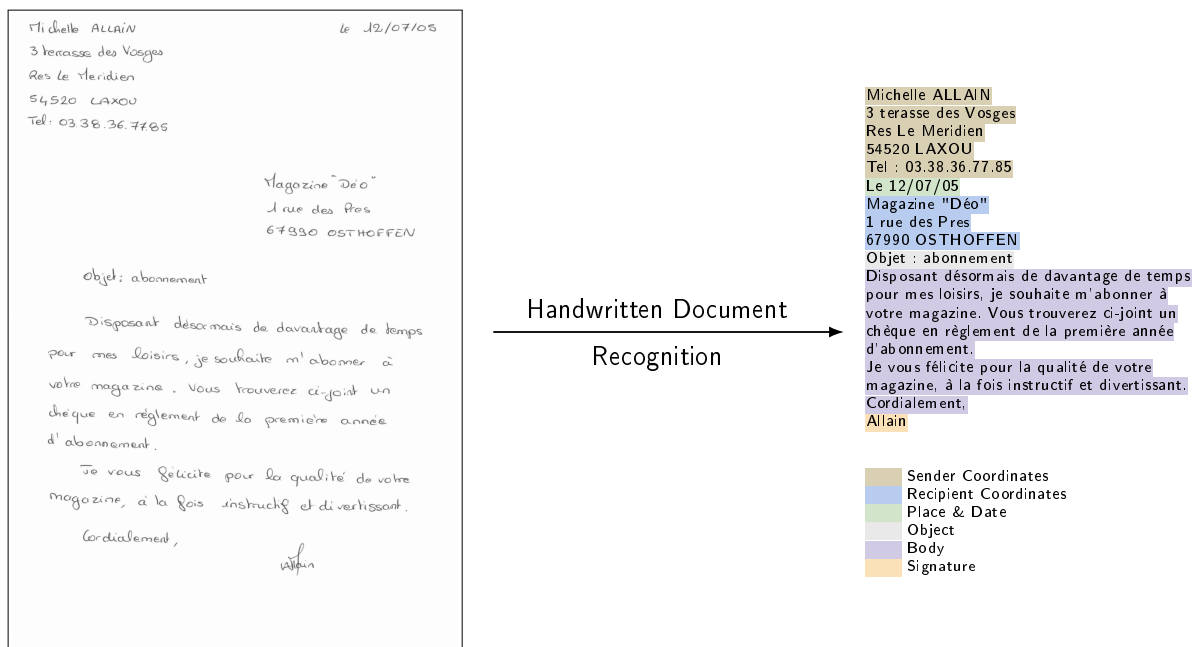 Michelle ALLAIN
Le 12/07/05
3 terrasse des Vosges
Res Le Meridien
54520 LAXOU
Tel: 03.38.36.77.85
Magazine "Déo"
1 rue des Pres
67990 OSTHOFFEN
Objet: abonnement
Disposant désormais de davantage de temps
pour mes loisirs, je souhaite m'abonner à
votre magazine. Vous trouverez ci-joint un
chèque en réglement de la première année
d'abonnement.
Je vous félicite pour la qualité de votre
magazine, à la fois instructif et divertissant.
Cordialement,
Allain
Handwritten Document
Recognition
Michelle ALLAIN
3 terasse des Vosges
Res Le Meridien
54520 LAXOU
Tel : 03.38.36.77.85
Le 12/07/05
Magazine "Déo"
1 rue des Pres
67990 OSTHOFFEN
Objet : abonnement
Disposant désormais de davantage de temps
pour mes loisirs, je souhaite m'abonner à
votre magazine. Vous trouverez ci-joint un
chèque en règlement de la première année
d'abonnement.
Je vous félicite pour la qualité de votre
magazine, à la fois instructif et divertissant.
Cordialement,
Allain
Sender Coordinates
Recipient Coordinates
Place & Date
Object
Body
Signature